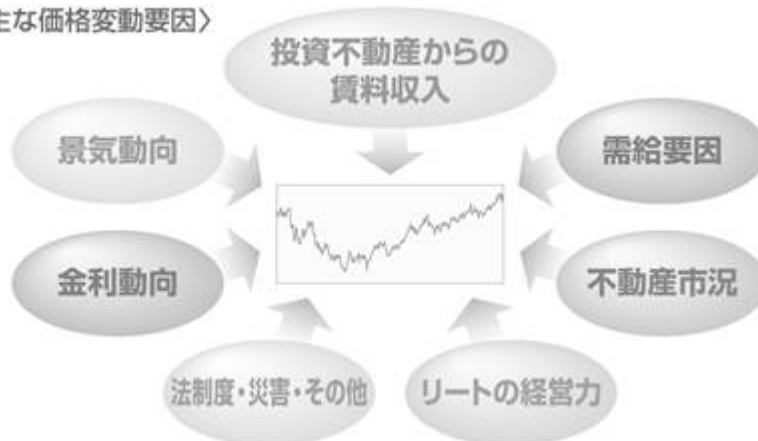 主な価格変動要因〉
投資不動産からの
賃料収入
景気動向
需給要因
金利動向
不動産市況
法制度・災害・その他
リートの経営力